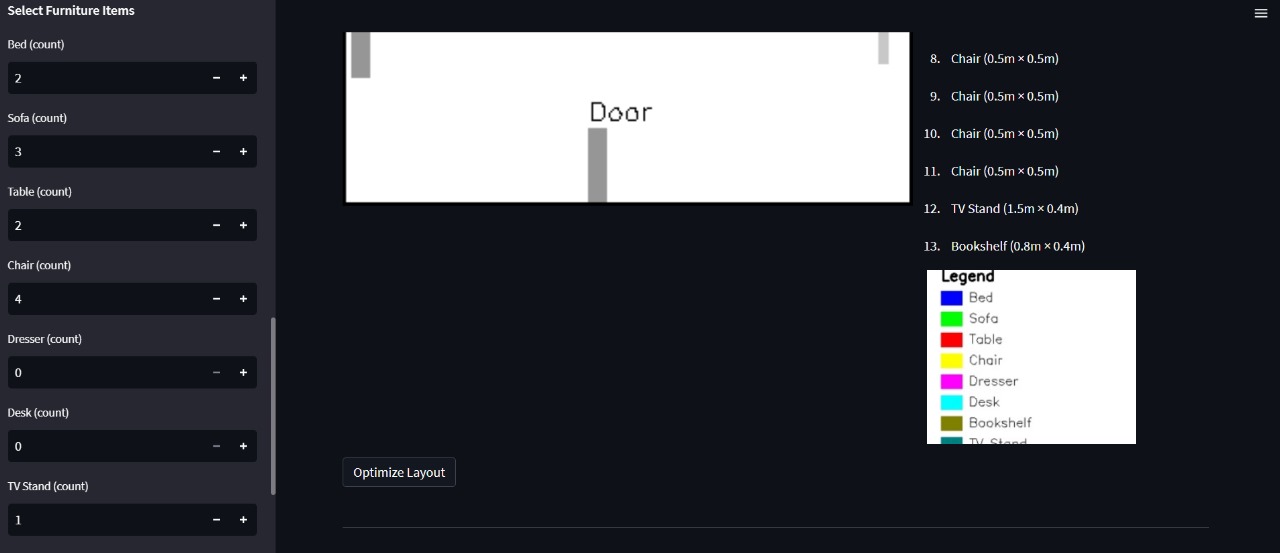 Select Furniture Items
Bed (count)
2
Sofa (count)
3
Table (count)
2
Chair (count)
4
Dresser (count)
0
Desk (count)
0
TV Stand (count)
1
Door
Optimize Layout
8. Chair (0.5m × 0.5m)
9. Chair (0.5m × 0.5m)
10. Chair (0.5m × 0.5m)
11. Chair (0.5m × 0.5m)
12. TV Stand (1.5m × 0.4m)
13. Bookshelf (0.8m × 0.4m)
Legend
Bed
Sofa
Table
Chair
Dresser
Desk
Bookshelf
TV Stand